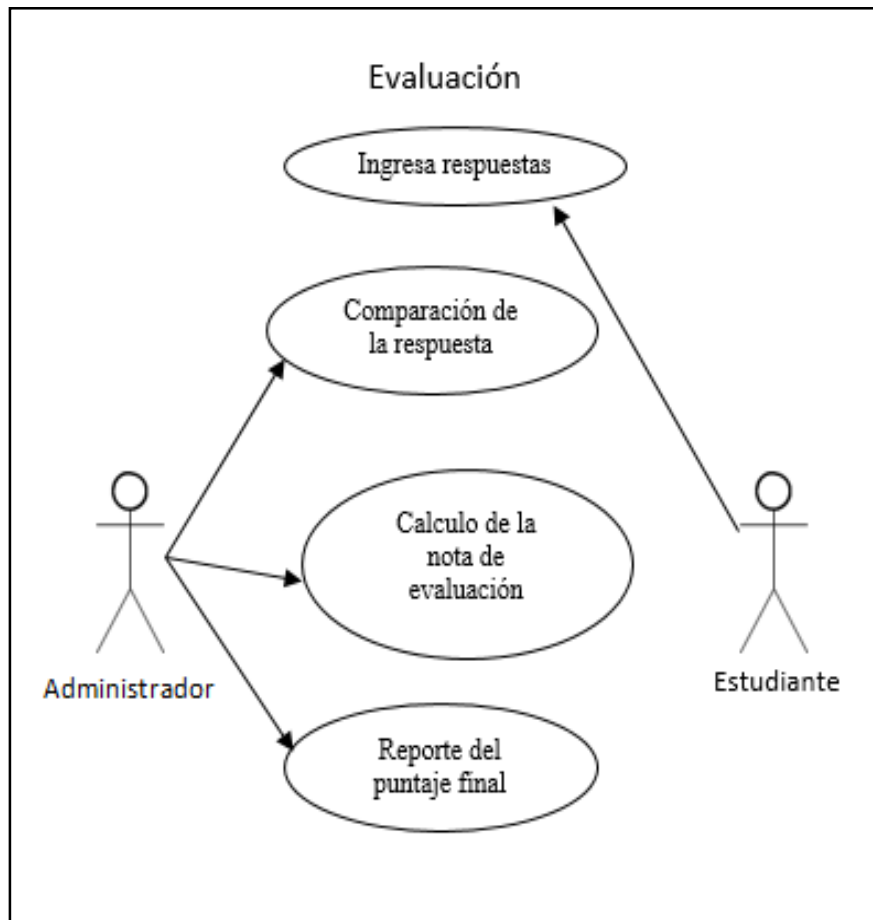 Evaluación
Ingresa respuestas
Comparación de
la respuesta
Calculo de la
nota de
evaluación
Administrador
Estudiante
Reporte del
puntaje final